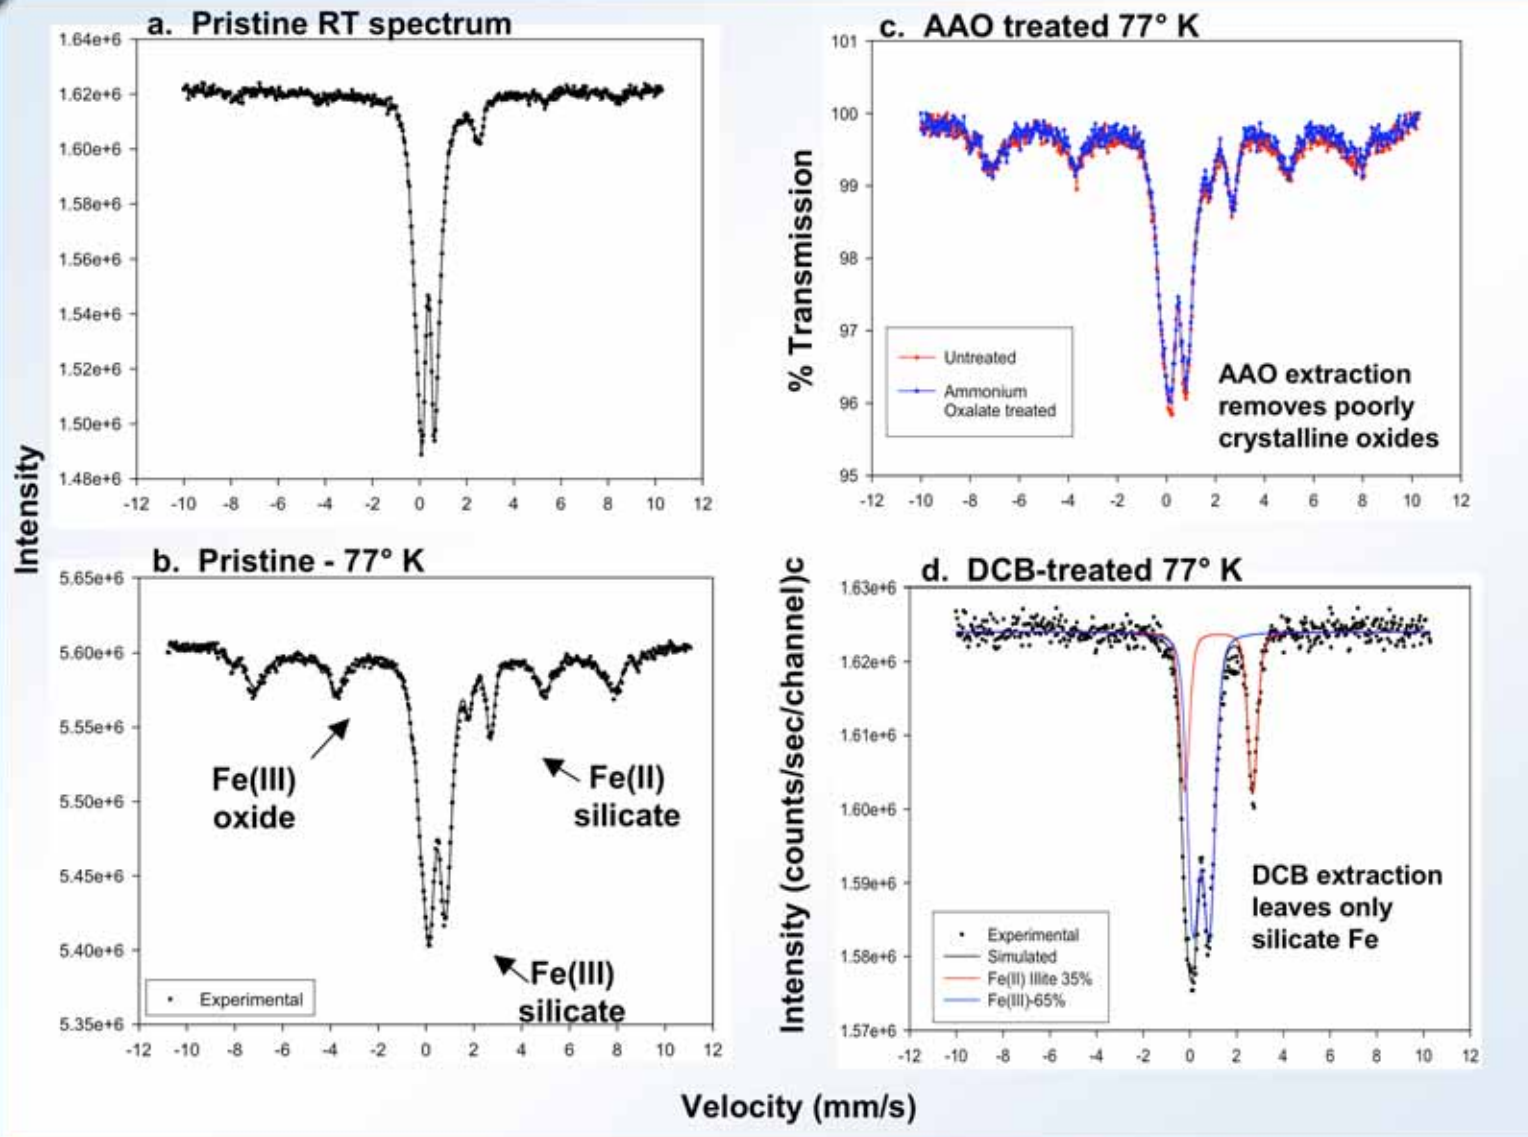 a. Pristine RT spectrum
1.64e+6
1.62e+6
1.60e+6
1.58e+6
1.56e+6
1.54e+6
1.52e+6
1.50e+6
1.48e+6
-12 -10 -8 -6 -4 -2 0 2 4 6 8 10 12
c. AAO treated 77° K
101
100
99
98
97
96
95
% Transmission
Untreated
Ammonium
Oxalate treated
AAO extraction
removes poorly
crystalline oxides
-12 -10 -8 -6 -4 -2 0 2 4 6 8 10 12
Intensity
b. Pristine - 77° K
5.65e+6
5.60e+6
5.55e+6
5.50e+6
5.45e+6
5.40e+6
5.35e+6
Fe(III)
oxide
Fe(II)
silicate
Fe(III)
silicate
Experimental
-12 -10 -8 -6 -4 -2 0 2 4 6 8 10 12
d. DCB-treated 77° K
Intensity (counts/sec/channel)c
1.63e+6
1.62e+6
1.61e+6
1.60e+6
1.59e+6
1.58e+6
1.57e+6
DCB extraction
leaves only
silicate Fe
Experimental
Simulated
Fe(II) Illite 35%
Fe(III)-65%
-12 -10 -8 -6 -4 -2 0 2 4 6 8 10 12
Velocity (mm/s)